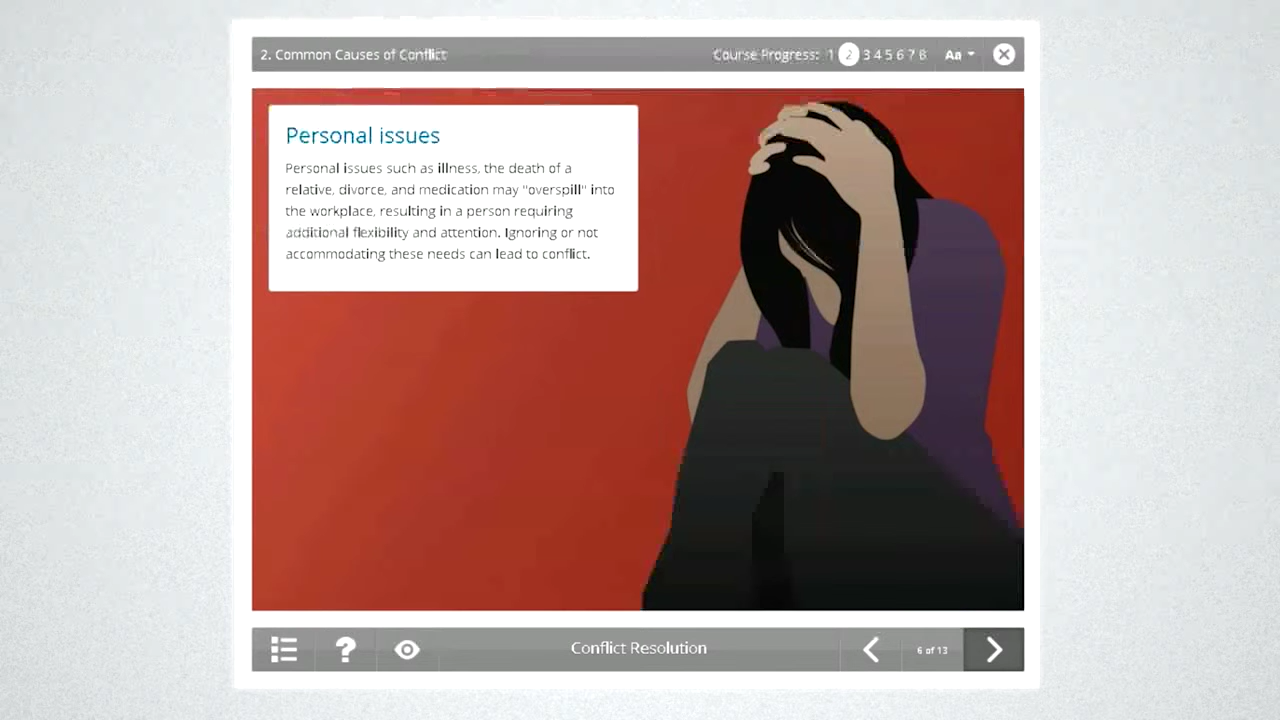 2. Common Causes of Conflict
Course Progress: 1 2 3 4 5 6 7 8
Aa
Personal issues
Personal issues such as illness, the death of a
relative, divorce, and medication may "overspill" into
the workplace, resulting in a person requiring
additional flexibility and attention. Ignoring or not
accommodating these needs can lead to conflict.
?
Conflict Resolution
6 of 13